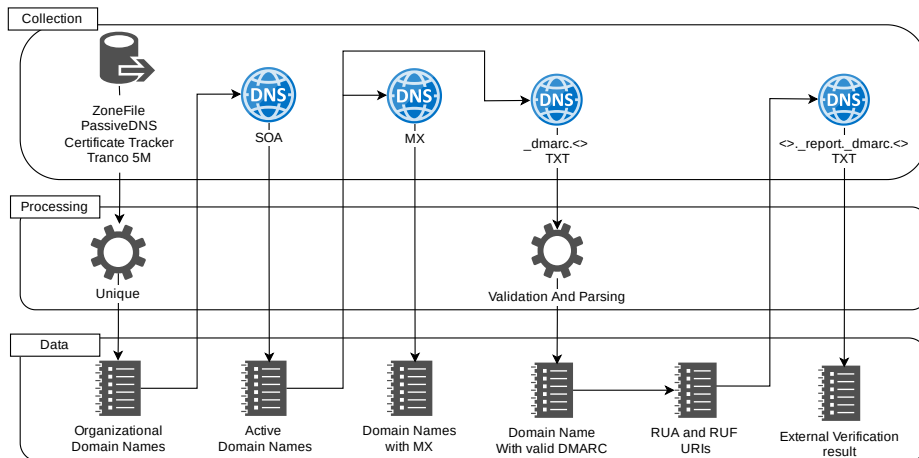 Collection
ZoneFile
PassiveDNS
Certificate Tracker
Tranco 5M
DNS
SOA
DNS
MX
DNS
_dmarc.<>
TXT
DNS
<>._report._dmarc.<>
TXT
Processing
Unique
Validation And Parsing
Data
Organizational
Domain Names
Active
Domain Names
Domain Names
with MX
Domain Name
With valid DMARC
RUA and RUF
URIs
External Verification
result